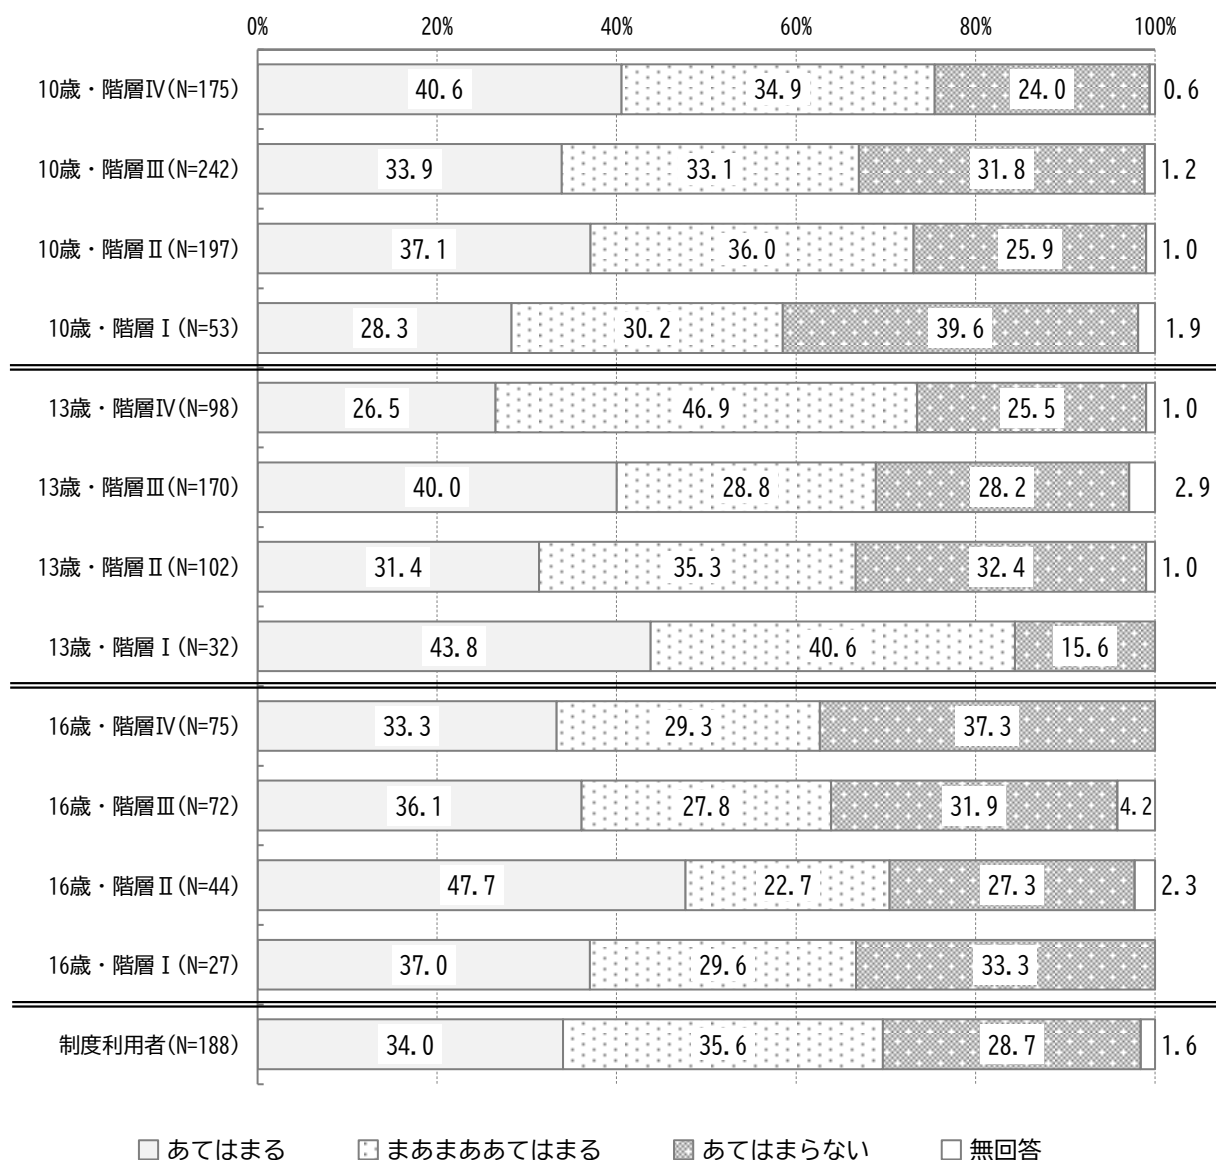 0% 20% 40% 60% 80% 100%
10歳・階層Ⅳ(N=175) 40.6 34.9 24.0 0.6
10歳・階層Ⅲ(N=242) 33.9 33.1 31.8 1.2
10歳・階層Ⅱ(N=197) 37.1 36.0 25.9 1.0
10歳・階層Ⅰ(N=53) 28.3 30.2 39.6 1.9
13歳・階層Ⅳ(N=98) 26.5 46.9 25.5 1.0
13歳・階層Ⅲ(N=170) 40.0 28.8 28.2 2.9
13歳・階層Ⅱ(N=102) 31.4 35.3 32.4 1.0
13歳・階層Ⅰ(N=32) 43.8 40.6 15.6
16歳・階層Ⅳ(N=75) 33.3 29.3 37.3
16歳・階層Ⅲ(N=72) 36.1 27.8 31.9 4.2
16歳・階層Ⅱ(N=44) 47.7 22.7 27.3 2.3
16歳・階層Ⅰ(N=27) 37.0 29.6 33.3
制度利用者(N=188) 34.0 35.6 28.7 1.6
あてはまる まあまああてはまる あてはまらない 無回答